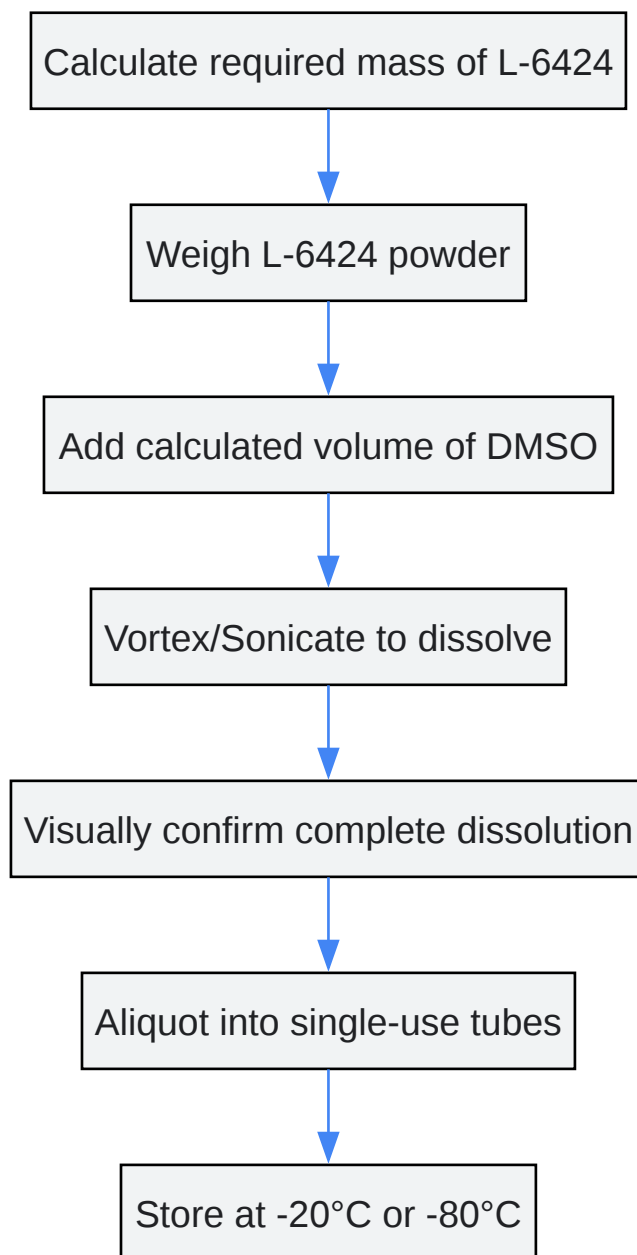 Calculate required mass of L-6424
Weigh L-6424 powder
Add calculated volume of DMSO
Vortex/Sonicate to dissolve
Visually confirm complete dissolution
Aliquot into single-use tubes
Store at -20°C or -80°C